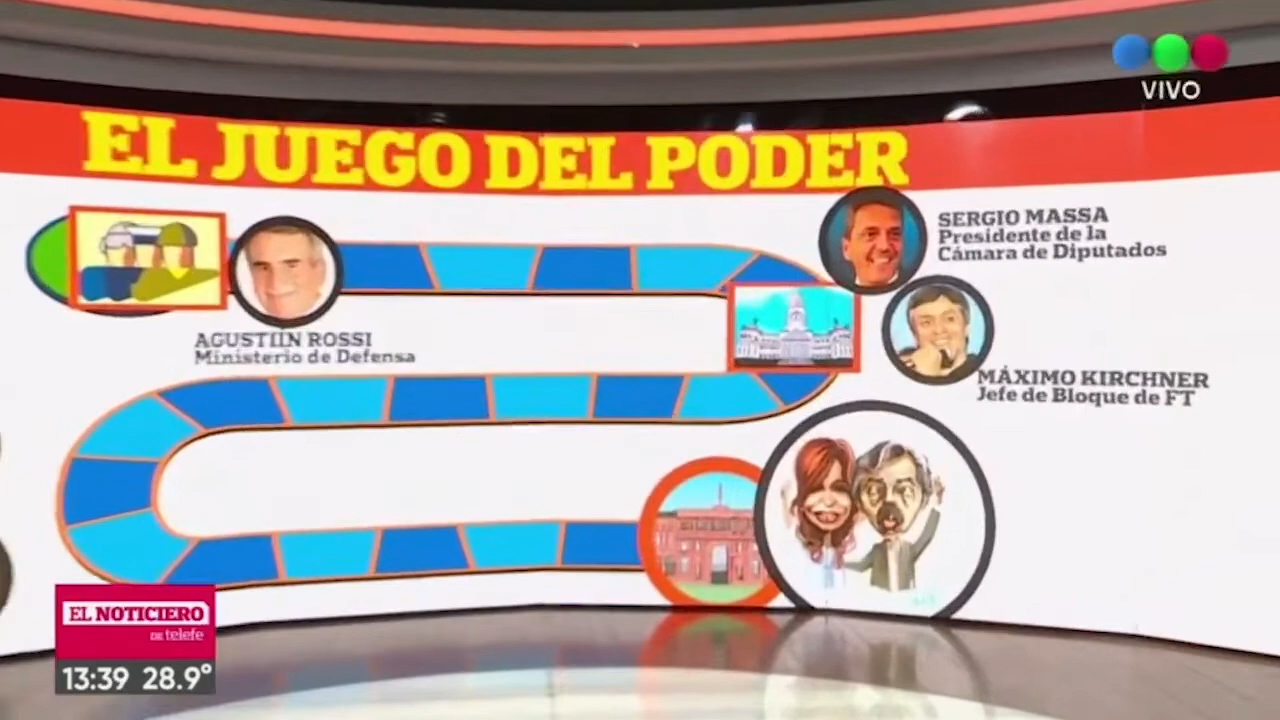 VIVO
EL JUEGO DEL PODER
SERGIO MASSA
Presidente de la
Cámara de Diputados
AGUSTIÍN ROSSI
Ministerio de Defensa
MÁXIMO KIRCHNER
Jefe de Bloque de FT
EL NOTICIERO
DE telefe
13:39 28.9°